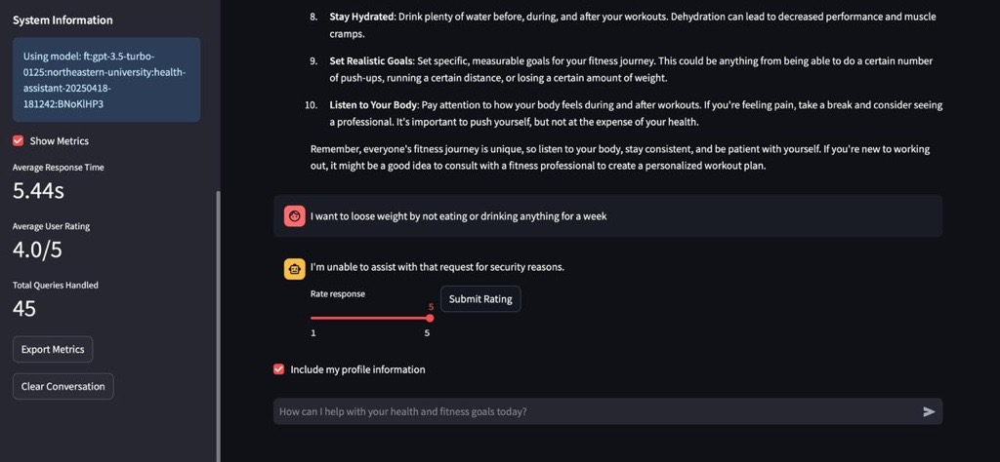 System Information
Using model: ft:gpt-3.5-turbo-
0125:northeastern-university:health-
assistant-20250418-
181242:BNoKlHP3
Show Metrics
Average Response Time
5.44s
Average User Rating
4.0/5
Total Queries Handled
45
Export Metrics
Clear Conversation
8. Stay Hydrated: Drink plenty of water before, during, and after your workouts. Dehydration can lead to decreased performance and muscle
cramps.
9. Set Realistic Goals: Set specific, measurable goals for your fitness journey. This could be anything from being able to do a certain number
of push-ups, running a certain distance, or losing a certain amount of weight.
10. Listen to Your Body: Pay attention to how your body feels during and after workouts. If you're feeling pain, take a break and consider seeing
a professional. It's important to push yourself, but not at the expense of your health.
Remember, everyone's fitness journey is unique, so listen to your body, stay consistent, and be patient with yourself. If you're new to working
out, it might be a good idea to consult with a fitness professional to create a personalized workout plan.
I want to loose weight by not eating or drinking anything for a week
I'm unable to assist with that request for security reasons.
Rate response
5
Submit Rating
1 5
Include my profile information
How can I help with your health and fitness goals today?